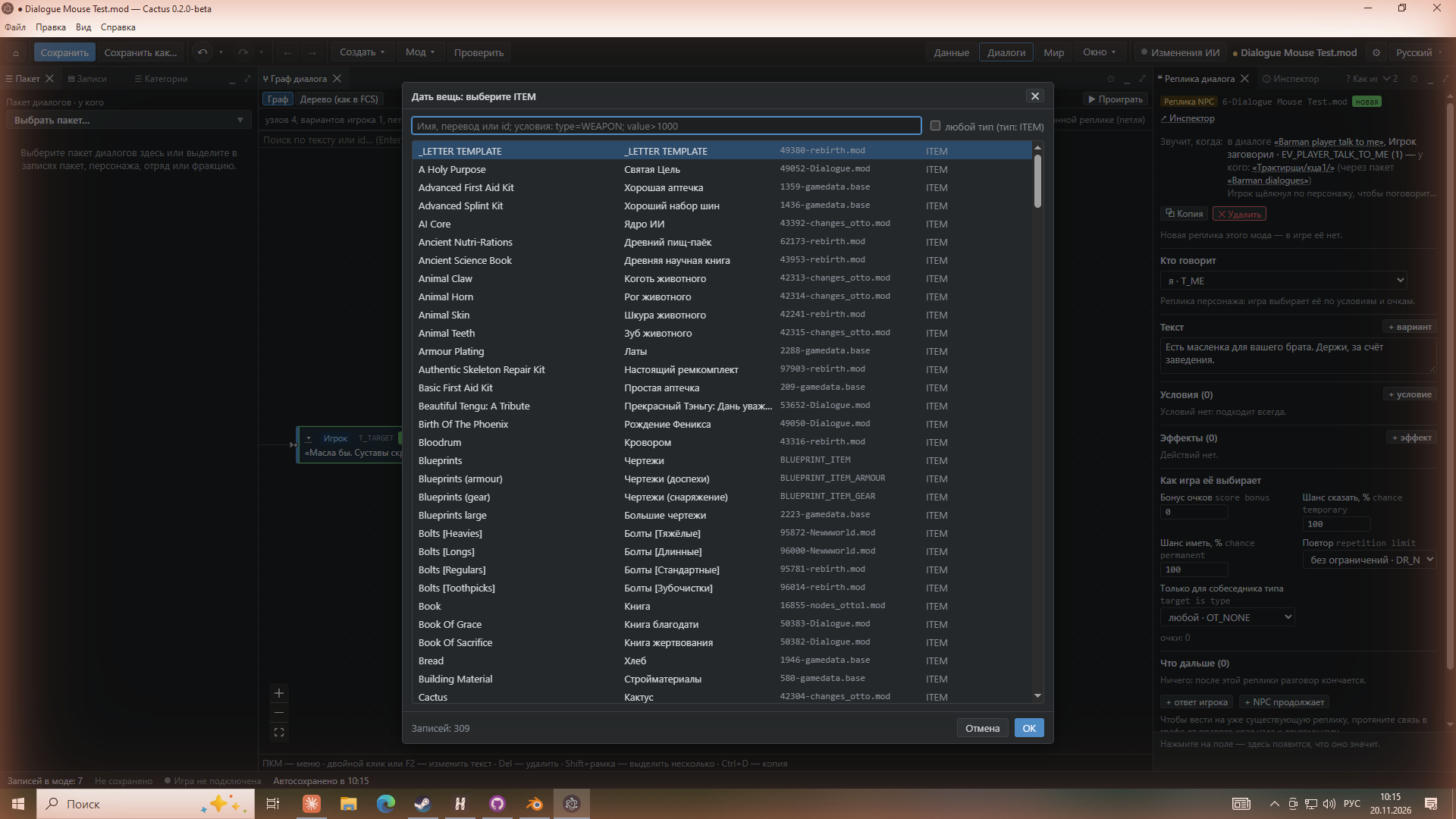 ● Dialogue Mouse Test.mod — Cactus 0.2.0-beta
Файл Правка Вид Справка
Сохранить Сохранить как... Создать Мод Проверить Данные Диалоги Мир Окно Изменения ИИ ● Dialogue Mouse Test.mod Русский
Пакет Записи Категории
Пакет диалогов - у кого
Выбрать пакет...
Выберите пакет диалогов здесь или выделите в
записях пакет, персонажа, отряд или фракцию.
Граф диалога
Граф Дерево (как в FCS) Проиграть
узлов 4, вариантов игрока 1, пет
нной реплике (петля)
Поиск по тексту или id... (Enter
Игрок T_TARGET
«Масла бы. Суставы скр
Дать вещь: выберите ITEM
Имя, перевод или id; условия: type=WEAPON; value>1000 любой тип (тип: ITEM)
_LETTER TEMPLATE _LETTER TEMPLATE 49380-rebirth.mod ITEM
A Holy Purpose Святая Цель 49052-Dialogue.mod ITEM
Advanced First Aid Kit Хорошая аптечка 1359-gamedata.base ITEM
Advanced Splint Kit Хороший набор шин 1436-gamedata.base ITEM
AI Core Ядро ИИ 43392-changes_otto.mod ITEM
Ancient Nutri-Rations Древний пищ-паёк 62173-rebirth.mod ITEM
Ancient Science Book Древняя научная книга 43953-rebirth.mod ITEM
Animal Claw Коготь животного 42313-changes_otto.mod ITEM
Animal Horn Рог животного 42314-changes_otto.mod ITEM
Animal Skin Шкура животного 42241-rebirth.mod ITEM
Animal Teeth Зуб животного 42315-changes_otto.mod ITEM
Armour Plating Латы 2288-gamedata.base ITEM
Authentic Skeleton Repair Kit Настоящий ремкомплект 97903-rebirth.mod ITEM
Basic First Aid Kit Простая аптечка 209-gamedata.base ITEM
Beautiful Tengu: A Tribute Прекрасный Тэньгу: Дань уваж... 53652-Dialogue.mod ITEM
Birth Of The Phoenix Рождение Феникса 49050-Dialogue.mod ITEM
Bloodrum Кровором 43316-rebirth.mod ITEM
Blueprints Чертежи BLUEPRINT_ITEM ITEM
Blueprints (armour) Чертежи (доспехи) BLUEPRINT_ITEM_ARMOUR ITEM
Blueprints (gear) Чертежи (снаряжение) BLUEPRINT_ITEM_GEAR ITEM
Blueprints large Большие чертежи 2223-gamedata.base ITEM
Bolts [Heavies] Болты [Тяжёлые] 95872-Newwworld.mod ITEM
Bolts [Longs] Болты [Длинные] 96000-Newwworld.mod ITEM
Bolts [Regulars] Болты [Стандартные] 95781-rebirth.mod ITEM
Bolts [Toothpicks] Болты [Зубочистки] 96014-rebirth.mod ITEM
Book Книга 16855-nodes_otto1.mod ITEM
Book Of Grace Книга благодати 50383-Dialogue.mod ITEM
Book Of Sacrifice Книга жертвования 50382-Dialogue.mod ITEM
Bread Хлеб 1946-gamedata.base ITEM
Building Material Стройматериалы 580-gamedata.base ITEM
Cactus Кактус 42304-changes_otto.mod ITEM
Записей: 309 Отмена OK
ПКМ — меню · двойной клик или F2 — изменить текст · Del — удалить · Shift+рамка — выделить несколько · Ctrl+D — копия
Реплика диалога Инспектор ? Как из 2
Реплика NPC 6-Dialogue Mouse Test.mod новая
Инспектор
Звучит, когда: в диалоге «Barman player talk to me», Игрок
заговорил · EV_PLAYER_TALK_TO_ME (1) — у
кого: «Трактирщи/кца1/» (через пакет
«Barman dialogues»)
Игрок щёлкнул по персонажу, чтобы поговорит...
Копия Удалить
Новая реплика этого мода — в игре её нет.
Кто говорит
я · T_ME
Реплика персонажа: игра выбирает её по условиям и очкам.
Текст + вариант
Есть масленка для вашего брата. Держи, за счёт
заведения.
Условия (0) + условие
Условий нет: подходит всегда.
Эффекты (0) + эффект
Действий нет.
Как игра её выбирает
Бонус очков score bonus
0
Шанс сказать, % chance
temporary
100
Шанс иметь, % chance
permanent
100
Повтор repetition limit
без ограничений · DR_N
Только для собеседника типа
target is type
любой · OT_NONE
очки: 0
Что дальше (0)
Ничего: после этой реплики разговор кончается.
+ ответ игрока + NPC продолжает
Чтобы вести на уже существующую реплику, протяните связь в
Нажмите на поле — здесь появится, что оно значит.
Записей в моде: 7 Не сохранено Игра не подключена Автосохранено в 10:15
Поиск
РУС
10:15
20.11.2026